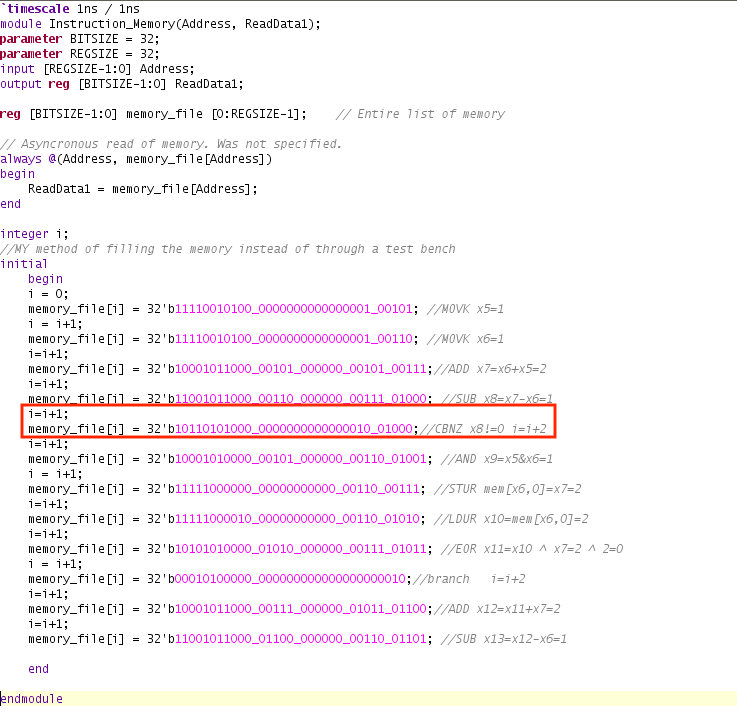 `timescale 1ns / 1ns
module Instruction_Memory(Address, ReadData1);
parameter BITSIZE = 32;
parameter REGSIZE = 32;
input [REGSIZE-1:0] Address;
output reg [BITSIZE-1:0] ReadData1;
reg [BITSIZE-1:0] memory_file [0:REGSIZE-1];    // Entire list of memory
// Asyncronous read of memory. Was not specified.
always @(Address, memory_file[Address])
begin
ReadData1 = memory_file[Address];
end
integer i;
//MY method of filling the memory instead of through a test bench
initial
begin
i = 0;
memory_file[i] = 32'b11110010100_0000000000000001_00101; //MOVK x5=1
i = i+1;
memory_file[i] = 32'b11110010100_0000000000000001_00110; //MOVK x6=1
i=i+1;
memory_file[i] = 32'b10001011000_00101_000000_00101_00111;//ADD x7=x6+x5=2
i=i+1;
memory_file[i] = 32'b11001011000_00110_000000_00111_01000; //SUB x8=x7-x6=1
i=i+1;
memory_file[i] = 32'b10110101000_0000000000000010_01000;//CBNZ x8!=0 i=i+2
i=i+1;
memory_file[i] = 32'b10001010000_00101_000000_00110_01001; //AND x9=x5&x6=1
i = i+1;
memory_file[i] = 32'b11111000000_00000000000_00110_00111; //STUR mem[x6,0]=x7=2
i=i+1;
memory_file[i] = 32'b11111000010_00000000000_00110_01010; //LDUR x10=mem[x6,0]=2
i=i+1;
memory_file[i] = 32'b10101010000_01010_000000_00111_01011; //EOR x11=x10 ^ x7=2 ^ 2=0
i = i+1;
memory_file[i] = 32'b00010100000_000000000000000000010;//branch   i=i+2
i=i+1;
memory_file[i] = 32'b10001011000_00111_000000_01011_01100;//ADD x12=x11+x7=2
i=i+1;
memory_file[i] = 32'b11001011000_01100_000000_00110_01101; //SUB x13=x12-x6=1
end
endmodule